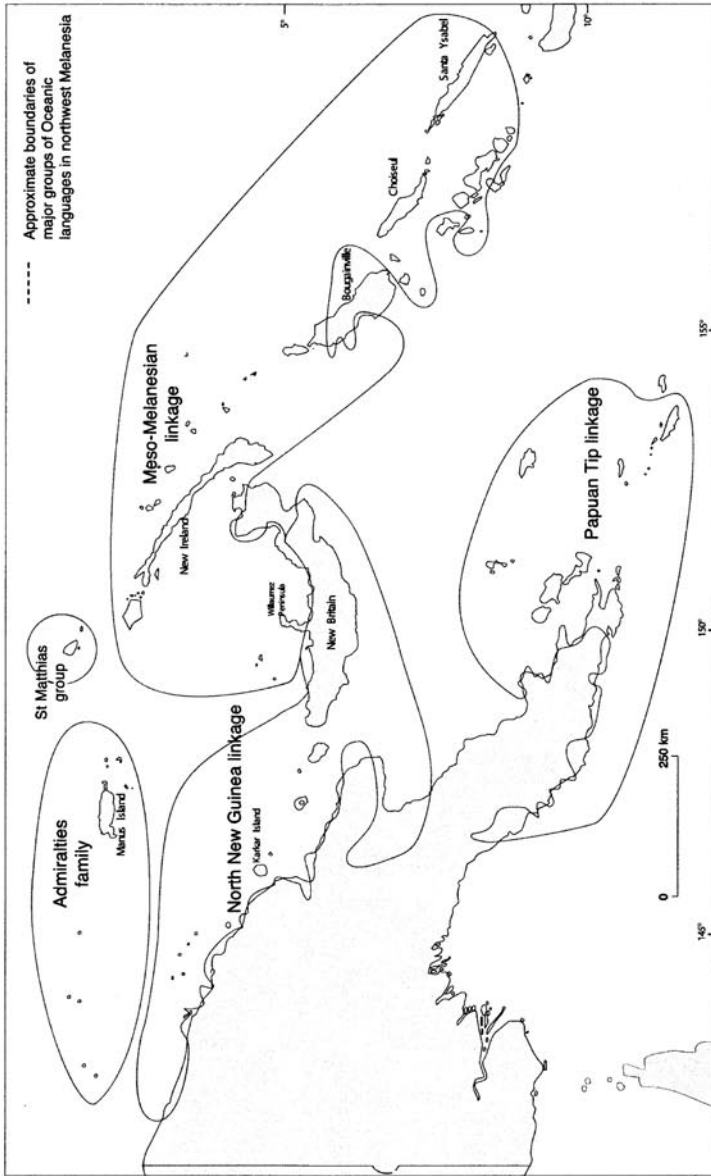 Approximate boundaries of
major groups of Oceanic
languages in northwest Melanesia
St Matthias
group
Admiralties
family
Manus Island
Meso-Melanesian
linkage
New Ireland
Willaumez
Peninsula
New Britain
North New Guinea linkage
Karkar Island
Bougainville
Choiseul
Santa Ysabel
Papuan Tip linkage
0
250 km
5°
10°
145°
150°
155°